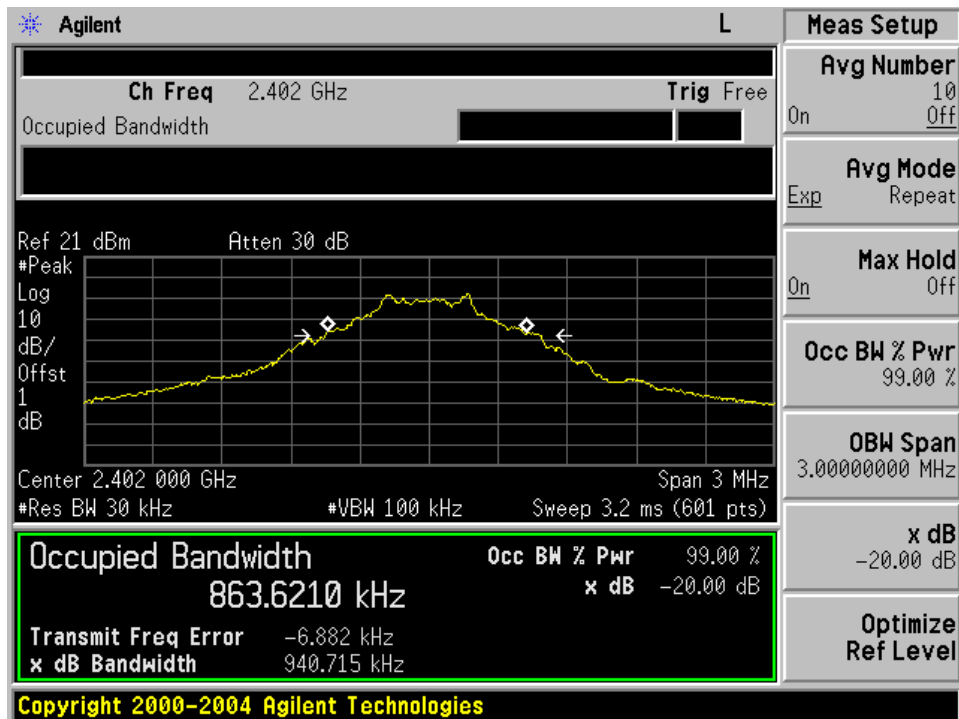 Agilent L
Ch Freq 2.402 GHz Trig Free
Occupied Bandwidth
Ref 21 dBm Atten 30 dB
#Peak
Log
10
dB/
Offst
1
dB
Center 2.402 000 GHz Span 3 MHz
#Res BW 30 kHz #VBW 100 kHz Sweep 3.2 ms (601 pts)
Occupied Bandwidth Occ BW % Pwr 99.00 %
863.6210 kHz x dB -20.00 dB
Transmit Freq Error -6.882 kHz
x dB Bandwidth 940.715 kHz
Copyright 2000-2004 Agilent Technologies
Meas Setup
Avg Number
10
On Off
Avg Mode
Exp Repeat
Max Hold
On Off
Occ BW % Pwr
99.00 %
OBW Span
3.00000000 MHz
x dB
-20.00 dB
Optimize
Ref Level